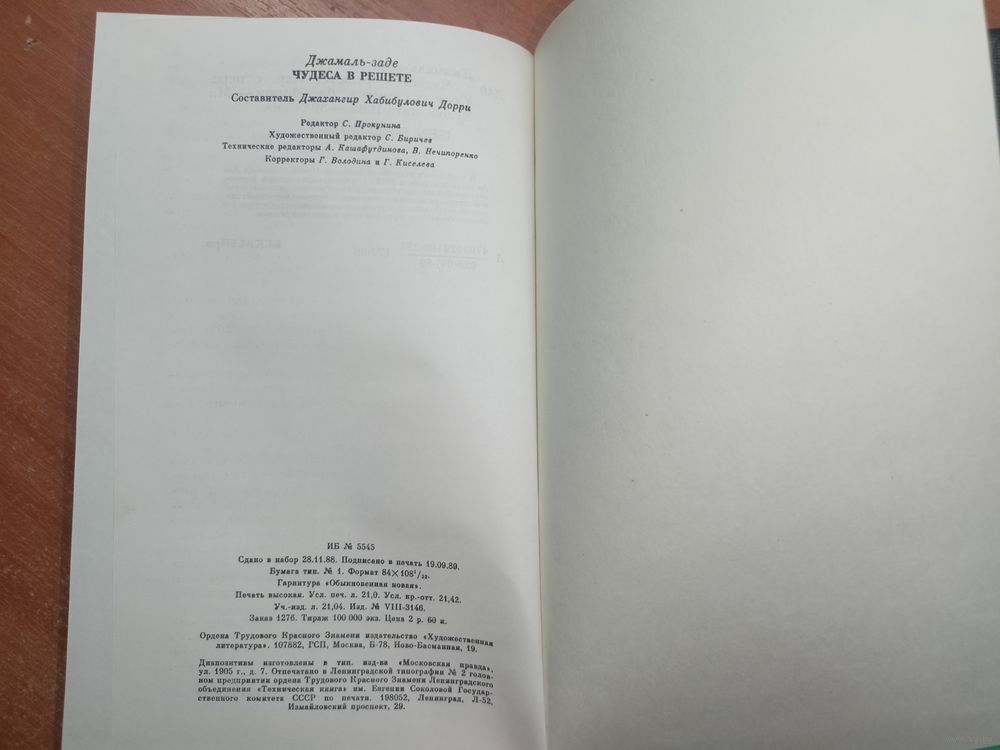 Джамаль-заде
ЧУДЕСА В РЕШЕТЕ
Составитель Джахангир Хабибулович Дорри
Редактор С. Прокунина
Художественный редактор С. Биричев
Технические редакторы А. Кашафутдинова, В. Нечипоренко
Корректоры Г. Володина и Г. Киселева
ИБ № 5545
Сдано в набор 28.11.88. Подписано в печать 19.09.89.
Бумага тип. № 1. Формат 84×108¹/₃₂.
Гарнитура «Обыкновенная новая».
Печать высокая. Усл. печ. л. 21,0. Усл. кр.-отт. 21,42.
Уч.-изд. л. 21,04. Изд. № VIII-3146.
Заказ 1276. Тираж 100 000 экз. Цена 2 р. 60 к.
Ордена Трудового Красного Знамени издательство «Художественная
литература». 107882, ГСП, Москва, Б-78, Ново-Басманная, 19.
Диапозитивы изготовлены в тип. изд-ва «Московская правда»,
ул. 1905 г., д. 7. Отпечатано в Ленинградской типографии № 2 голов-
ном предприятии ордена Трудового Красного Знамени Ленинградского
объединения «Техническая книга» им. Евгении Соколовой Государ-
ственного комитета СССР по печати. 198052, Ленинград, Л-52,
Измайловский проспект, 29.